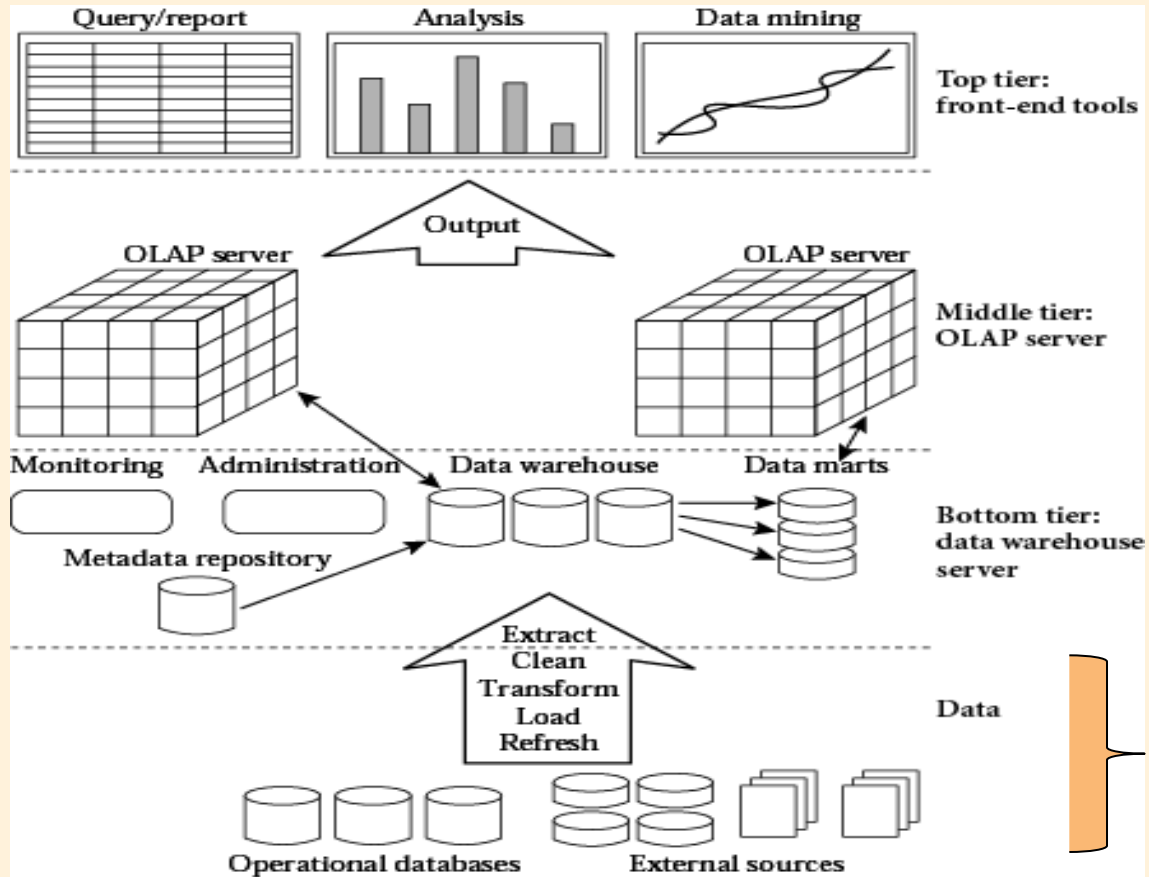 Query/report
Analysis
Data mining
Top tier:
front-end tools
Output
OLAP server
OLAP server
Middle tier:
OLAP server
Monitoring
Administration
Data warehouse
Data marts
Bottom tier:
data warehouse
server
Metadata repository
Extract
Clean
Transform
Load
Refresh
Data
Operational databases
External sources